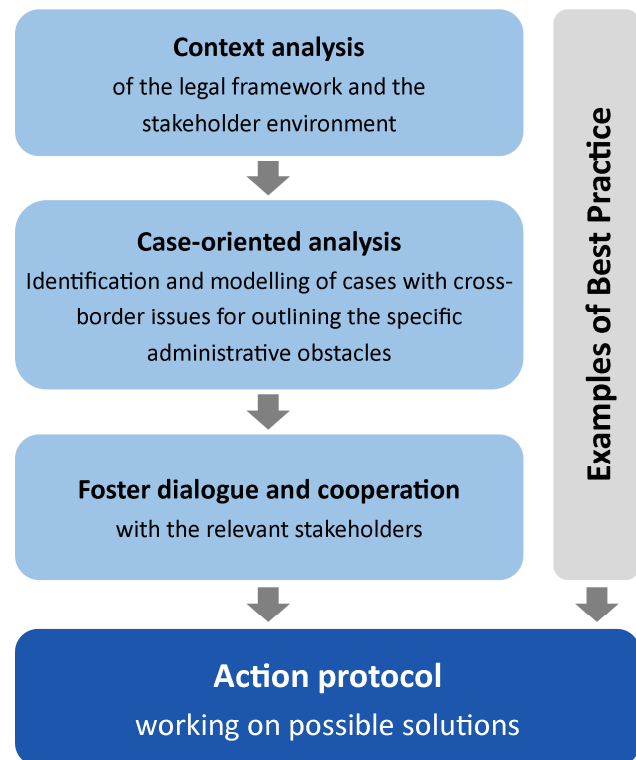 Context analysis
of the legal framework and the
stakeholder environment
Case-oriented analysis
Identification and modelling of cases with cross-
border issues for outlining the specific
administrative obstacles
Foster dialogue and cooperation
with the relevant stakeholders
Examples of Best Practice
Action protocol
working on possible solutions